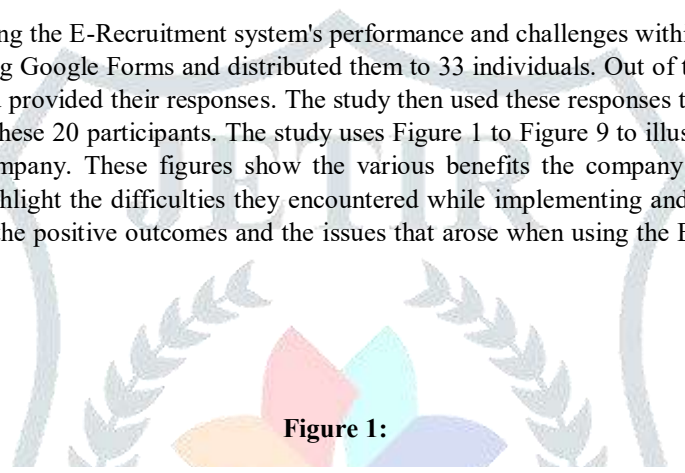 ng the E-Recruitment system's performance and challenges with
g Google Forms and distributed them to 33 individuals. Out of t
provided their responses. The study then used these responses t
hese 20 participants. The study uses Figure 1 to Figure 9 to illus
mpany. These figures show the various benefits the company
hlight the difficulties they encountered while implementing and
the positive outcomes and the issues that arose when using the E
JETIR
Figure 1: